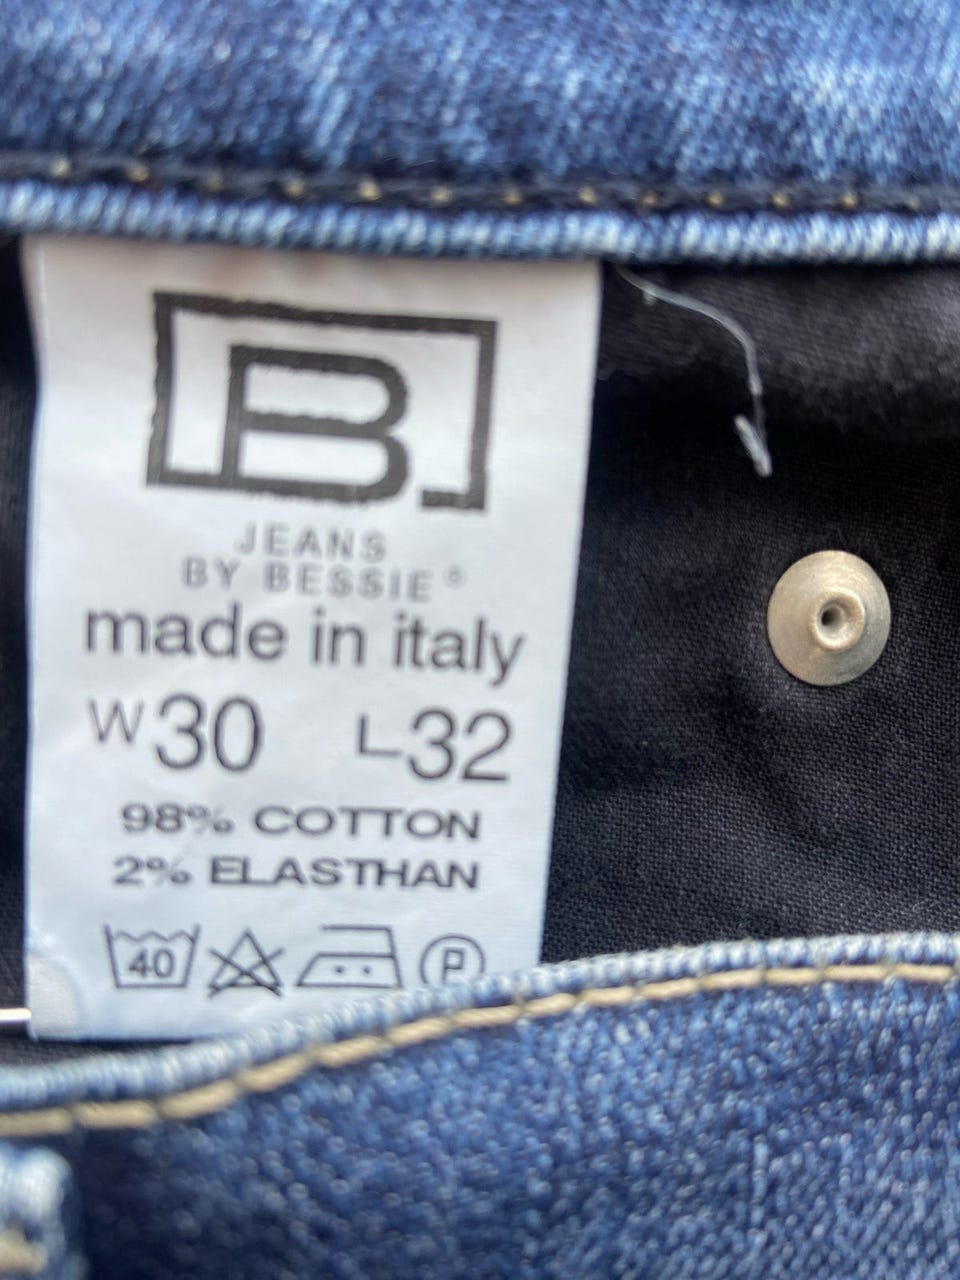 B
JEANS
BY BESSIE®
made in italy
W30 L32
98% COTTON
2% ELASTHAN
40 P